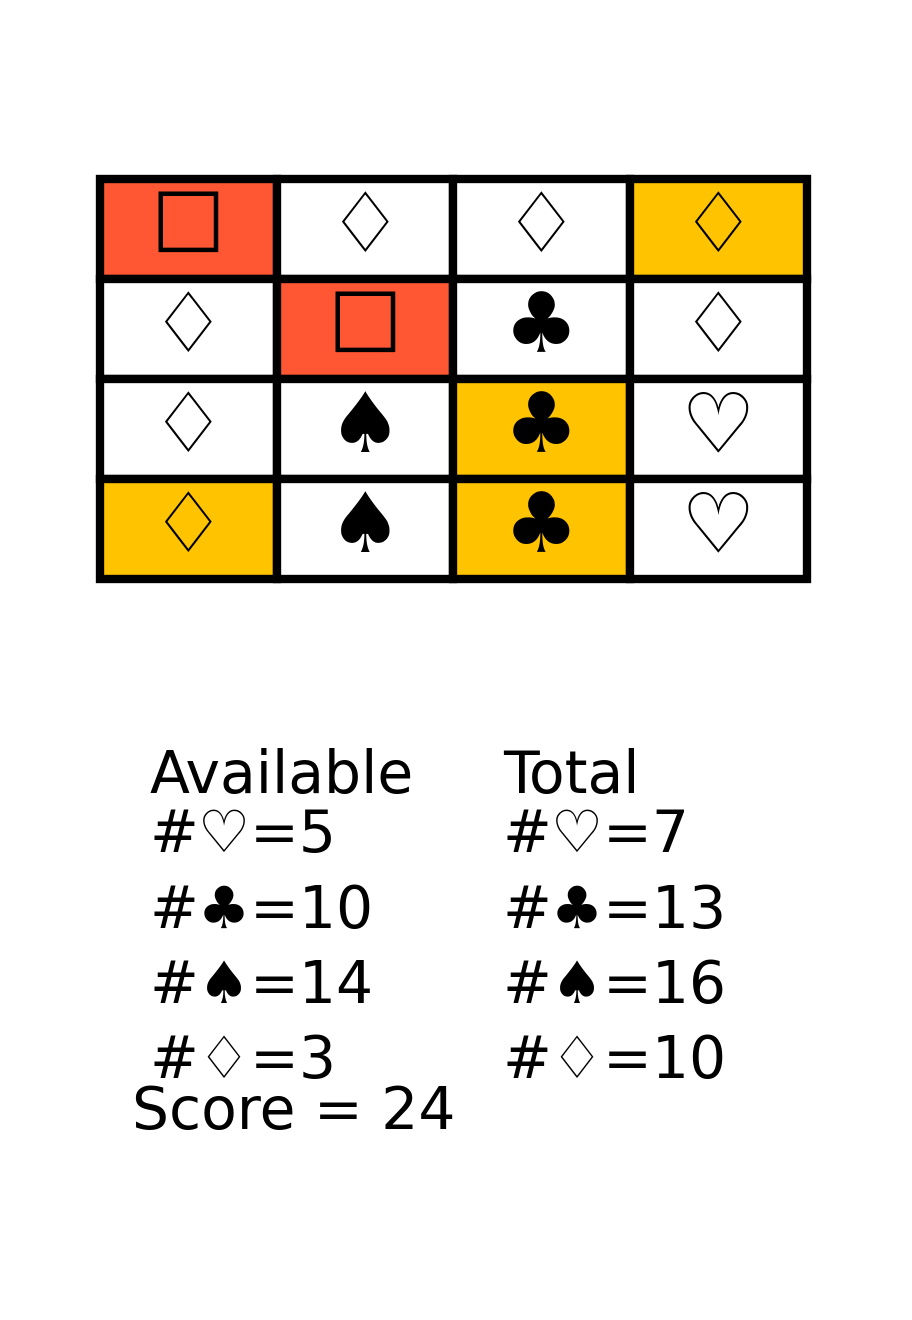 □ ♢ ♢ ♢
♢ □ ♣ ♢
♢ ♠ ♣ ♡
♢ ♠ ♣ ♡
Available Total
#♡=5 #♡=7
#♣=10 #♣=13
#♠=14 #♠=16
#♢=3 #♢=10
Score = 24